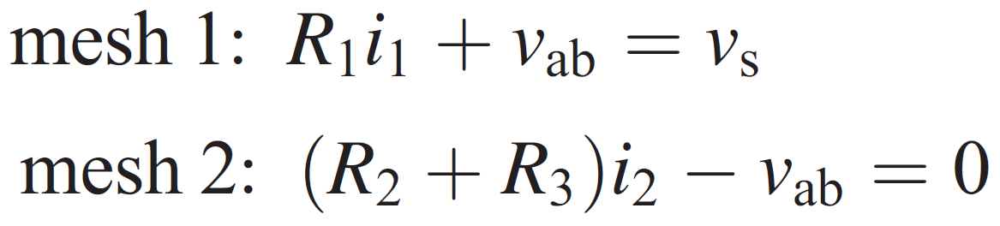 mesh 1: R₁i₁ + v_ab = v_s
mesh 2: (R₂ + R₃)i₂ − v_ab = 0